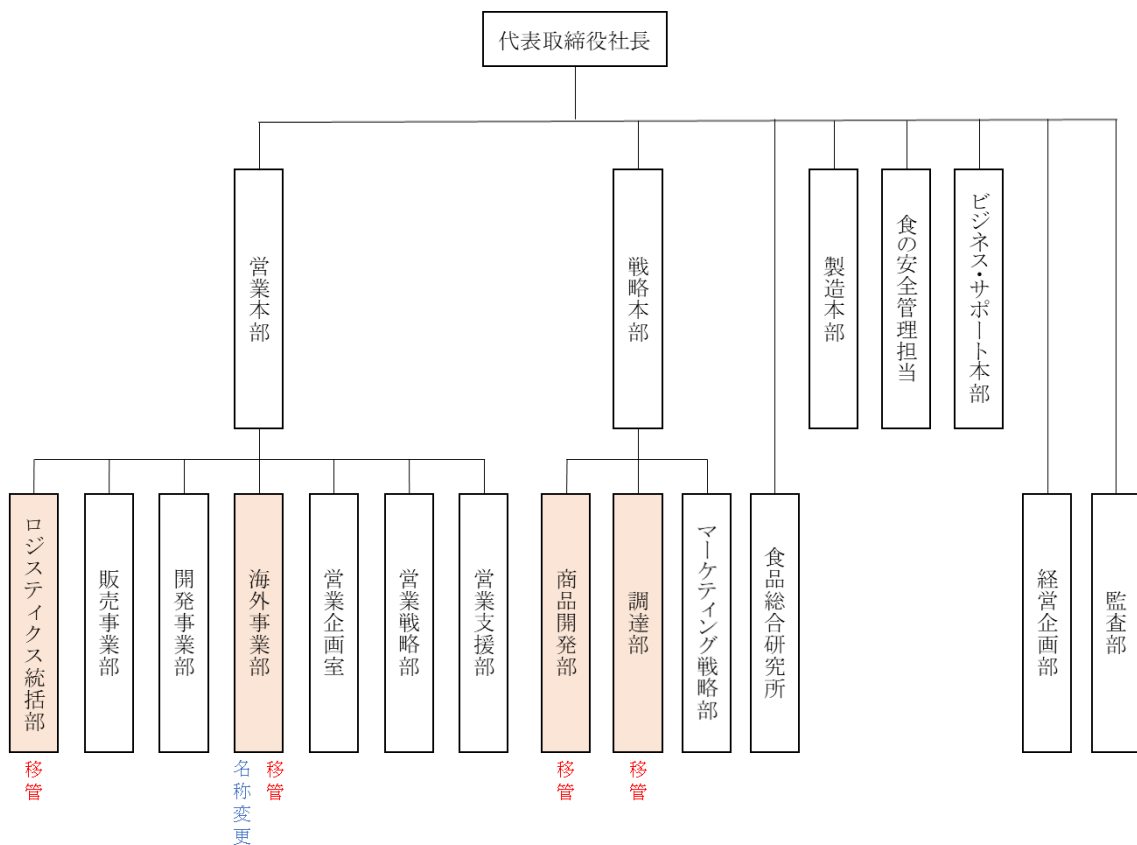 代表取締役社長
営業本部
戦略本部
製造本部
食の安全管理担当
ビジネス・サポート本部
ロジスティクス統括部
販売事業部
開発事業部
海外事業部
営業企画室
営業戦略部
営業支援部
商品開発部
調達部
マーケティング戦略部
食品総合研究所
経営企画部
監査部
移管
名称変更
移管
移管
移管